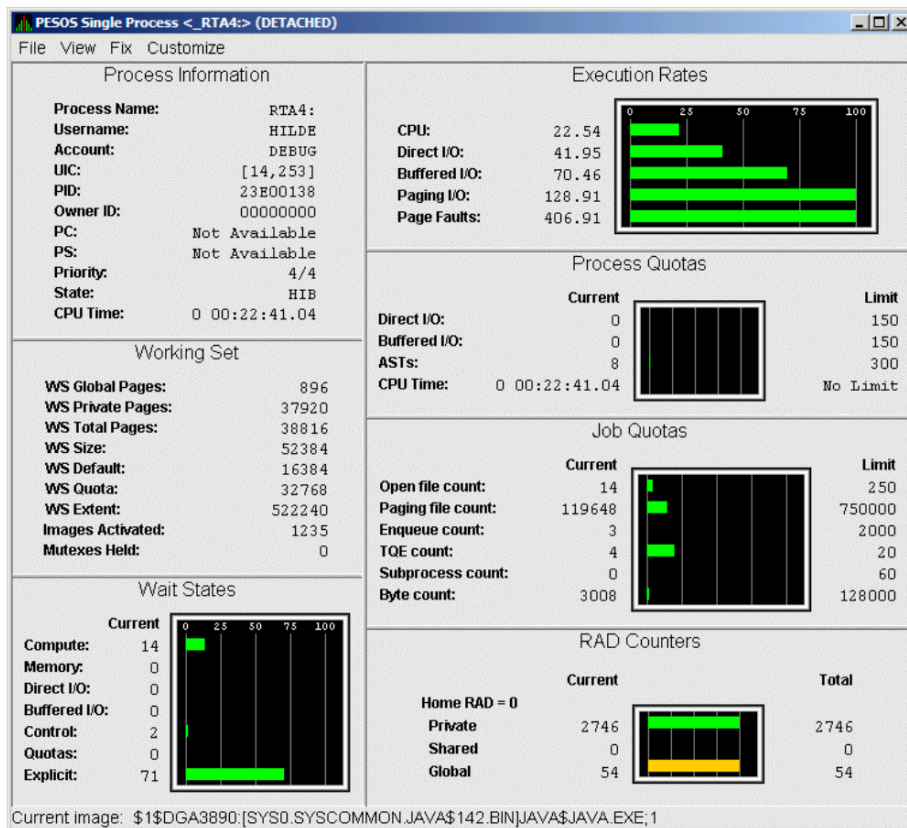 PESOS Single Process <_RTA4:> (DETACHED)
File View Fix Customize
Process Information
Process Name: RTA4:
Username: HILDE
Account: DEBUG
UIC: [14,253]
PID: 23E00138
Owner ID: 00000000
PC: Not Available
PS: Not Available
Priority: 4/4
State: HIB
CPU Time: 0 00:22:41.04
Working Set
WS Global Pages: 896
WS Private Pages: 37920
WS Total Pages: 38816
WS Size: 52384
WS Default: 16384
WS Quota: 32768
WS Extent: 522240
Images Activated: 1235
Mutexes Held: 0
Wait States
Current
0 25 50 75 100
Compute: 14
Memory: 0
Direct I/O: 0
Buffered I/O: 0
Control: 2
Quotas: 0
Explicit: 71
Execution Rates
0 25 50 75 100
CPU: 22.54
Direct I/O: 41.95
Buffered I/O: 70.46
Paging I/O: 128.91
Page Faults: 406.91
Process Quotas
Current Limit
Direct I/O: 0 150
Buffered I/O: 0 150
ASTs: 8 300
CPU Time: 0 00:22:41.04 No Limit
Job Quotas
Current Limit
Open file count: 14 250
Paging file count: 119648 750000
Enqueue count: 3 2000
TQE count: 4 20
Subprocess count: 0 60
Byte count: 3008 128000
RAD Counters
Current Total
Home RAD = 0
Private 2746 2746
Shared 0 0
Global 54 54
Current image: $1$DGA3890:[SYS0.SYSCOMMON.JAVA$142.BIN]JAVA$JAVA.EXE;1